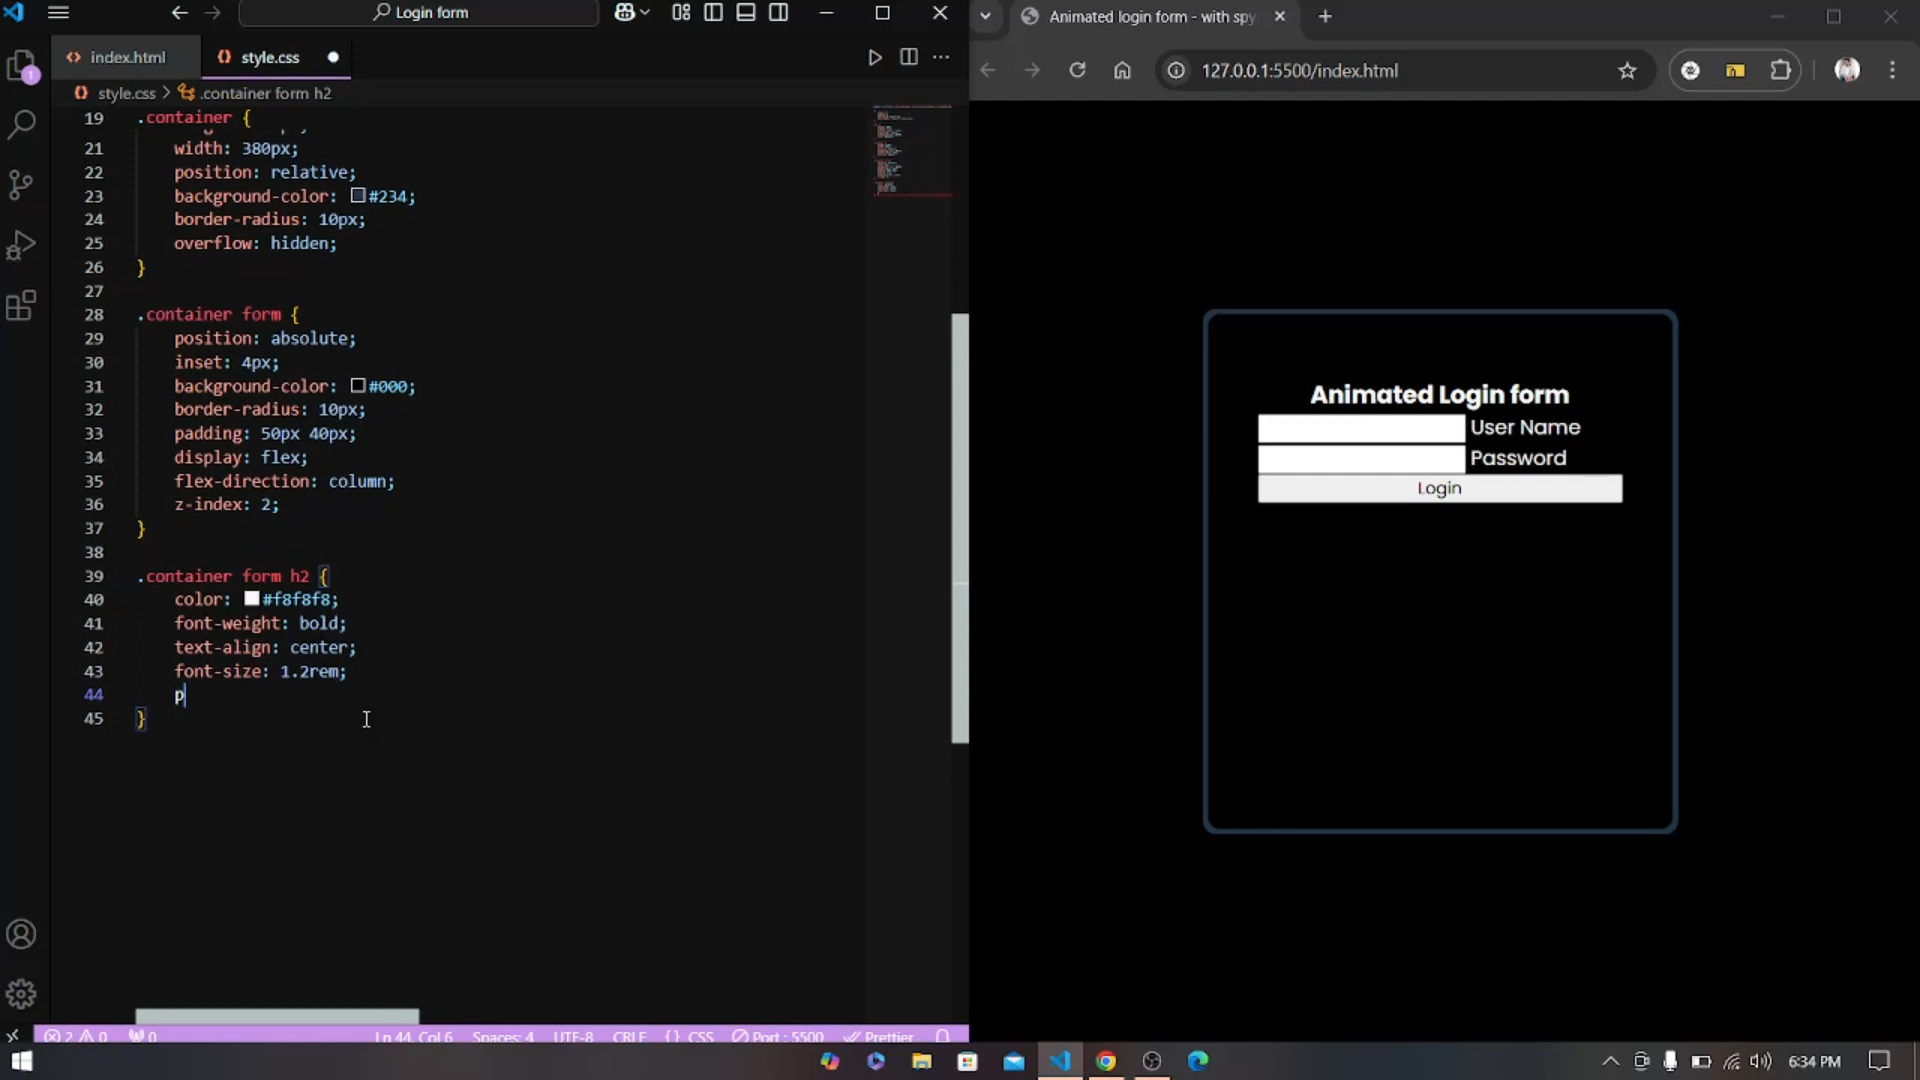 Login form
index.html
style.css
style.css > .container form h2
19 .container {
21 width: 380px;
22 position: relative;
23 background-color: #234;
24 border-radius: 10px;
25 overflow: hidden;
26 }
27
28 .container form {
29 position: absolute;
30 inset: 4px;
31 background-color: #000;
32 border-radius: 10px;
33 padding: 50px 40px;
34 display: flex;
35 flex-direction: column;
36 z-index: 2;
37 }
38
39 .container form h2 {
40 color: #f8f8f8;
41 font-weight: bold;
42 text-align: center;
43 font-size: 1.2rem;
44 p
45 }
1
2 0 0
Ln 44, Col 6 Spaces: 4 UTF-8 CRLF {} CSS Port : 5500 Prettier
Animated login form - with spy
127.0.0.1:5500/index.html
Animated Login form
User Name
Password
Login
6:34 PM